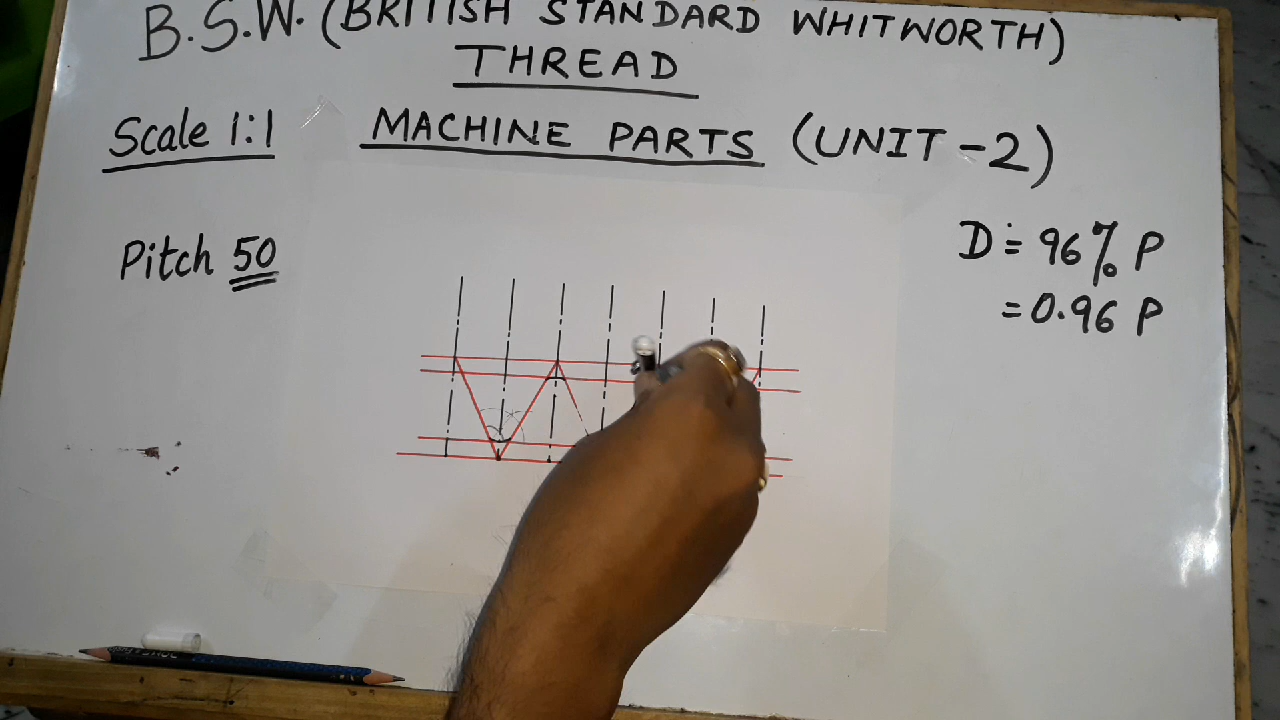 B.S.W. (BRITISH STANDARD WHITWORTH)
THREAD
Scale 1:1 MACHINE PARTS (UNIT-2)
Pitch 50
D = 96% P
= 0.96 P